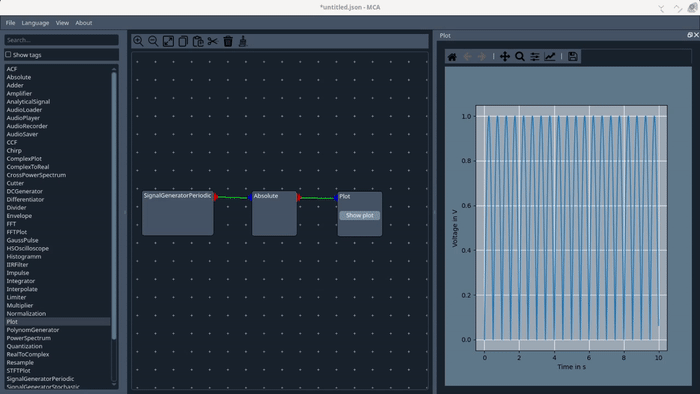 *untitled.json - MCA
File Language View About
Search...
Show tags
ACF
Absolute
Adder
Amplifier
AnalyticalSignal
AudioLoader
AudioPlayer
AudioRecorder
AudioSaver
CCF
Chirp
ComplexPlot
ComplexToReal
CrossPowerSpectrum
Cutter
DCGenerator
Differentiator
Divider
Envelope
FFT
FFTPlot
GaussPulse
HSOscilloscope
Histogramm
IIRFilter
Impulse
Integrator
Interpolate
Limiter
Multiplier
Normalization
Plot
PolynomGenerator
PowerSpectrum
Quantization
RealToComplex
Resample
STFTPlot
SignalGeneratorPeriodic
SignalGeneratorStochastic
SignalGeneratorPeriodic
Absolute
Plot
Show plot
Plot
1.0
0.8
0.6
0.4
0.2
0.0
Voltage in V
0 2 4 6 8 10
Time in s